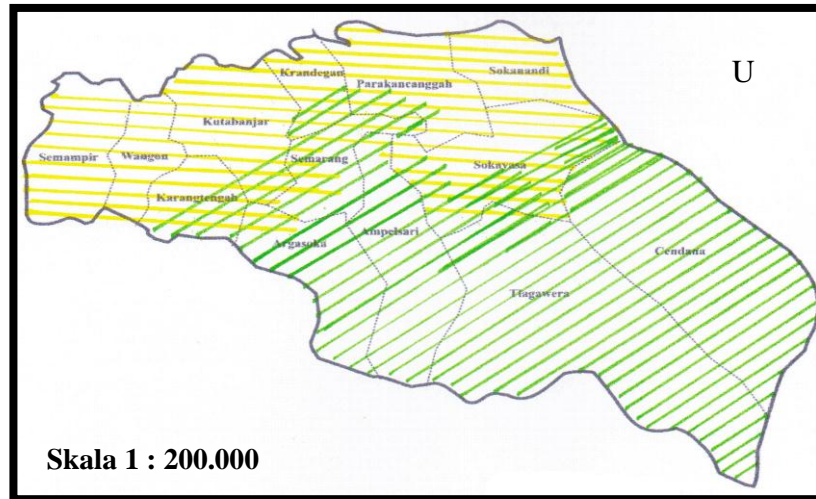 U
Krandegan
Parakancanggah
Sokanandi
Kutabanjar
Semampir
Wangon
Semarang
Sokayasa
Karangtengah
Argasoka
Ampelsari
Cendana
Tlagawera
Skala 1 : 200.000